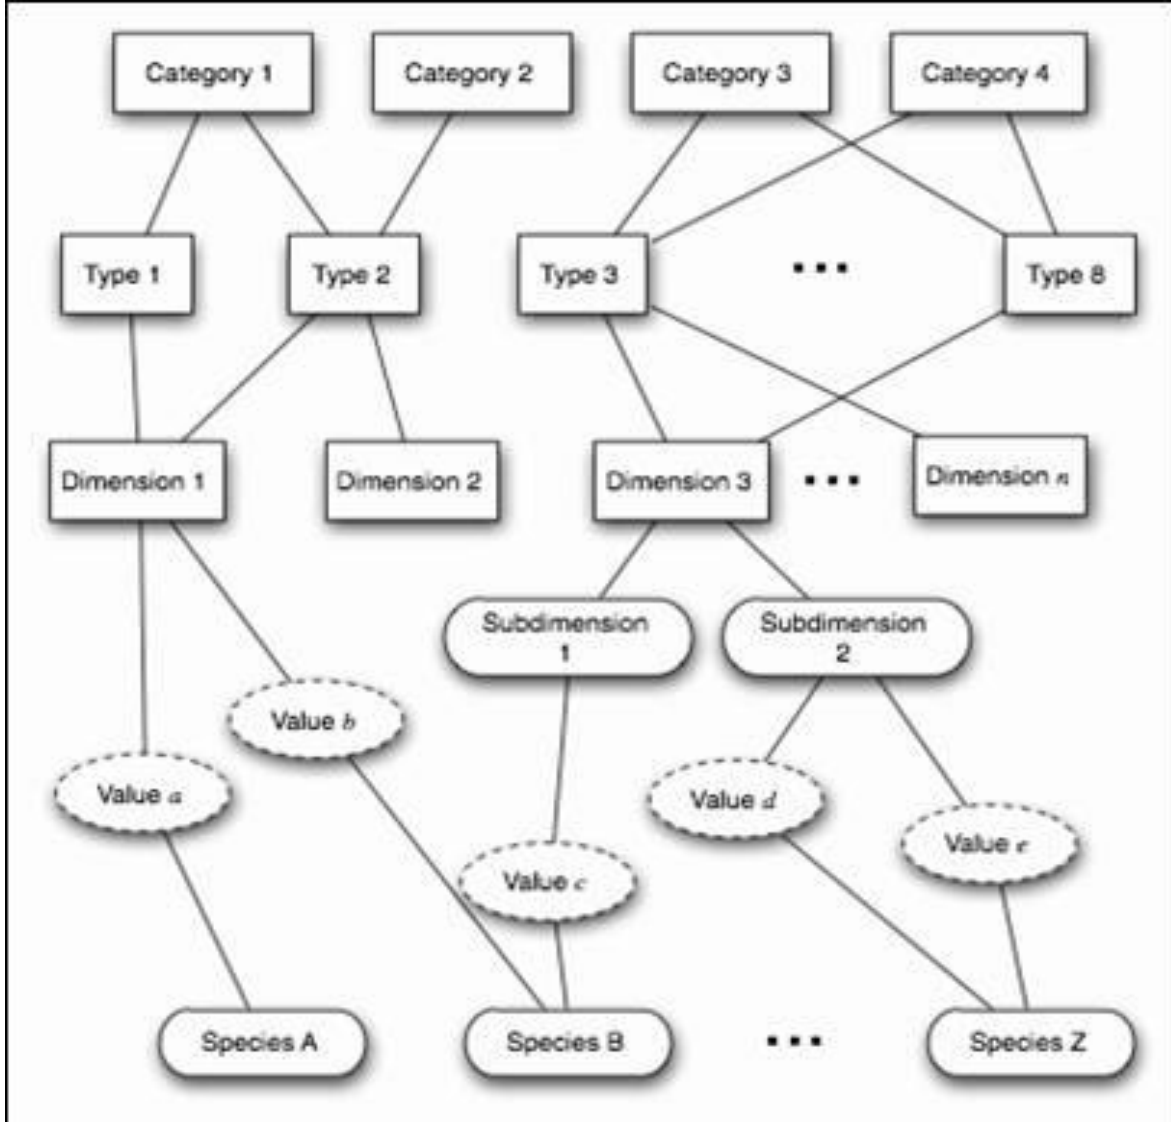 Category 1
Category 2
Category 3
Category 4
Type 1
Type 2
Type 3
...
Type 8
Dimension 1
Dimension 2
Dimension 3
...
Dimension n
Subdimension
1
Subdimension
2
Value b
Value a
Value d
Value e
Value c
Species A
Species B
...
Species Z